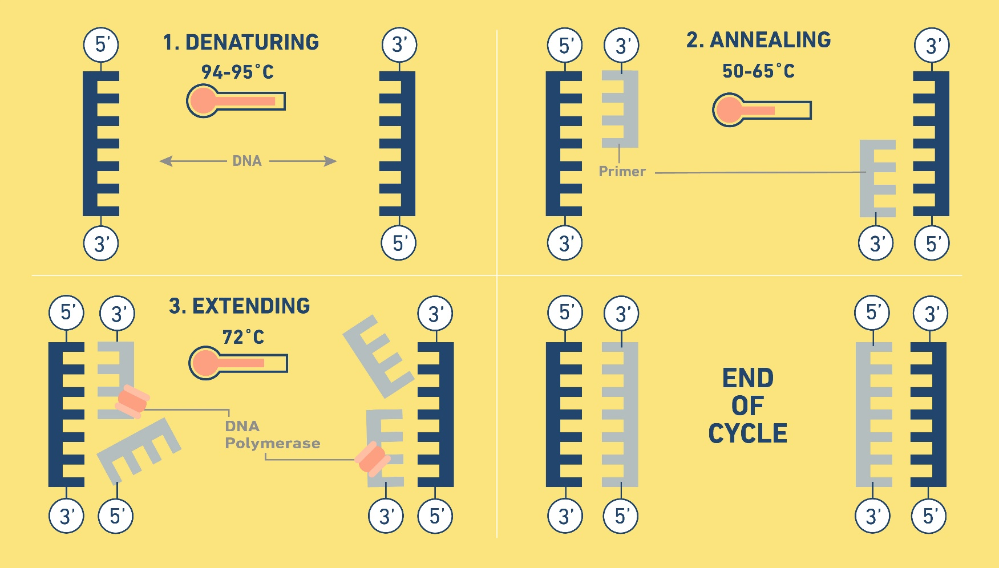 5’
1. DENATURING
3’
94-95˚C
DNA
3’
5’
5’
3’
2. ANNEALING
3’
50-65˚C
Primer
3’
3’
5’
5’
3’
3. EXTENDING
3’
72˚C
DNA
Polymerase
3’
5’
3’
5’
5’
3’
5’
3’
END
OF
CYCLE
3’
5’
3’
5’